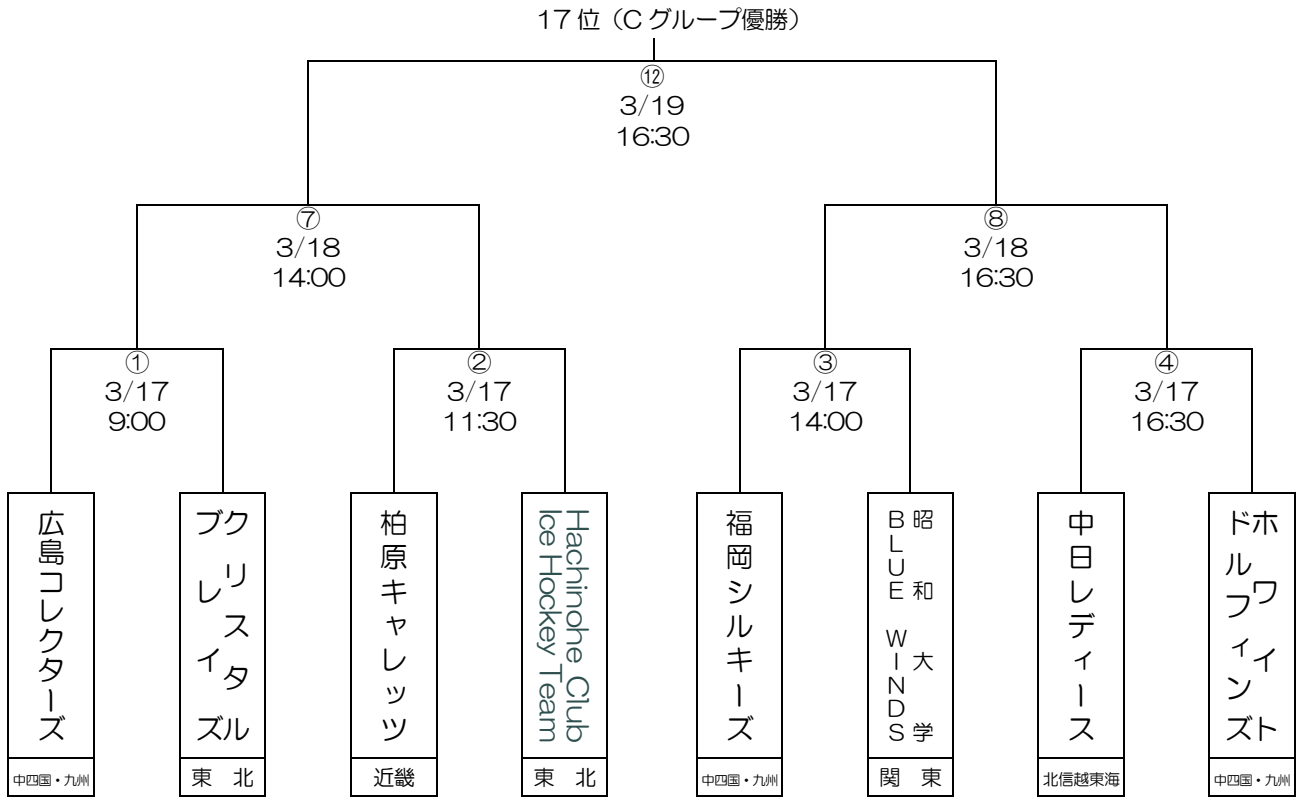 17位（Cグループ優勝）
⑫
3/19
16:30
⑦
3/18
14:00
⑧
3/18
16:30
①
3/17
9:00
②
3/17
11:30
③
3/17
14:00
④
3/17
16:30
広島コレクターズ
クリスタル
ブレイズ
柏原キャレッツ
Hachinohe Club
Ice Hockey Team
福岡シルキーズ
昭和大学
BLUE WINDS
中日レディース
ホワイト
ドルフィンズ
中四国・九州
東 北
近畿
東 北
中四国・九州
関 東
北信越東海
中四国・九州